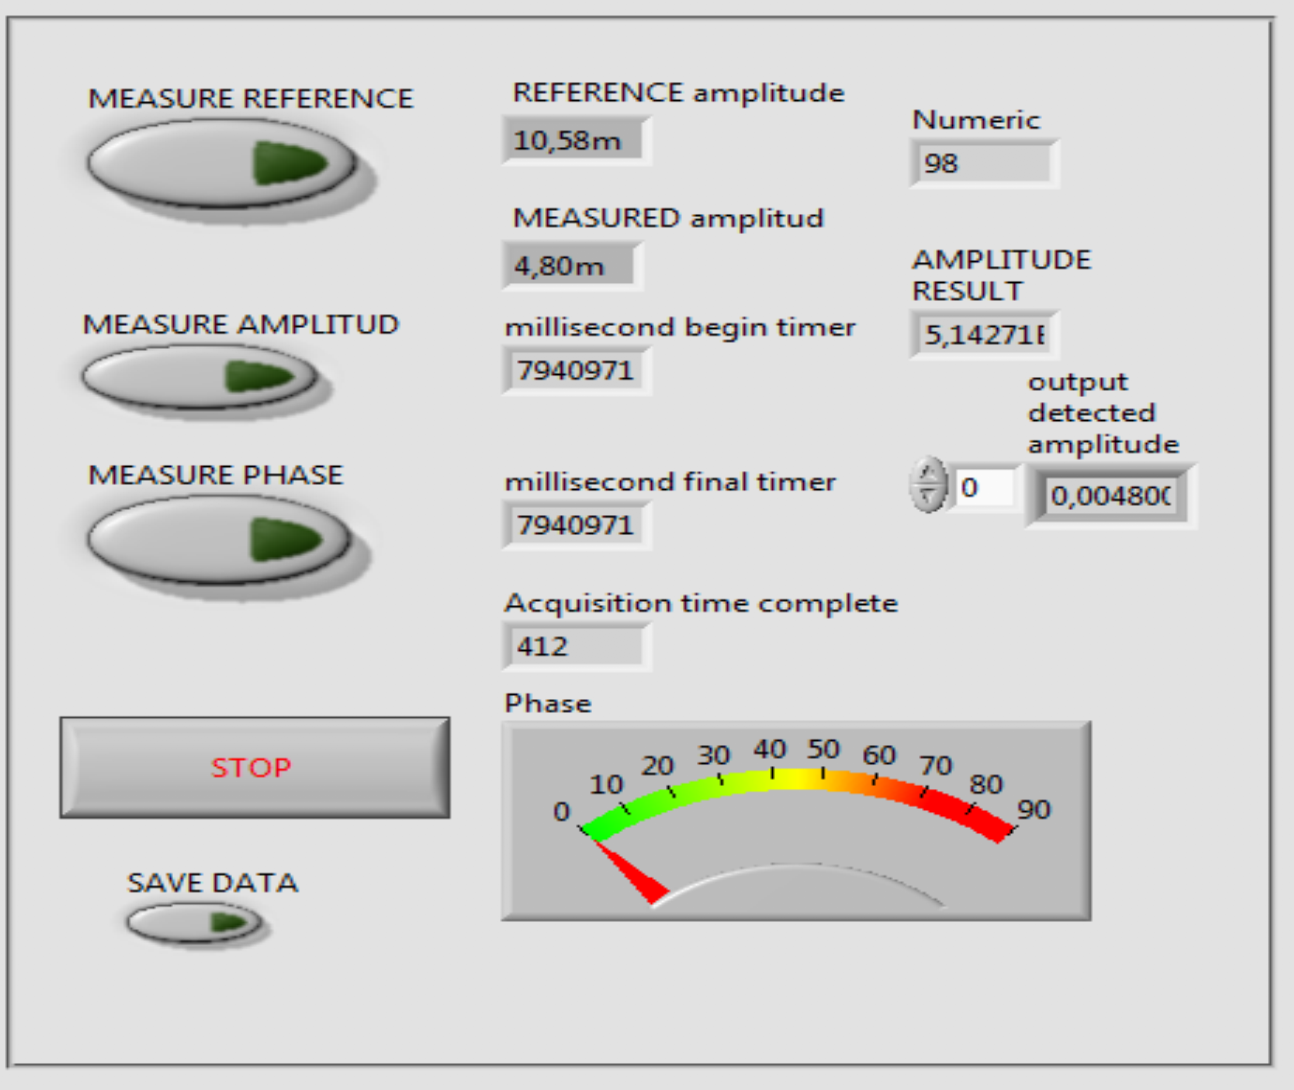 MEASURE REFERENCE
REFERENCE amplitude
10,58m
Numeric
98
MEASURED amplitud
4,80m
AMPLITUDE
RESULT
5,14271E
MEASURE AMPLITUD
millisecond begin timer
7940971
output
detected
amplitude
0
0,004800
MEASURE PHASE
millisecond final timer
7940971
Acquisition time complete
412
Phase
0 10 20 30 40 50 60 70 80 90
STOP
SAVE DATA